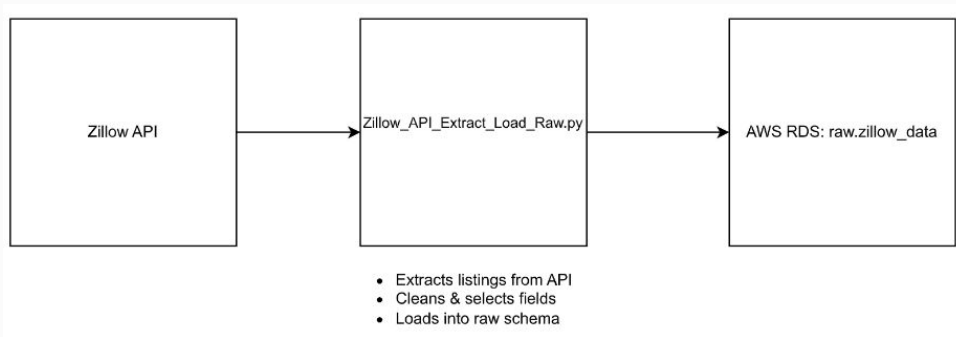 Zillow API
Zillow_API_Extract_Load_Raw.py
AWS RDS: raw.zillow_data
• Extracts listings from API
• Cleans & selects fields
• Loads into raw schema